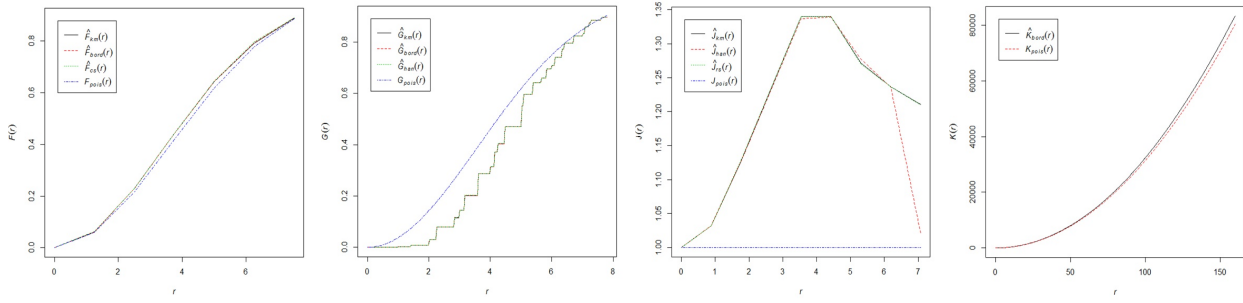 F̂km(r)
F̂bord(r)
F̂cs(r)
Fpois(r)
F(r)
0.0 0.2 0.4 0.6 0.8
0 2 4 6
r
Ĝkm(r)
Ĝbord(r)
Ĝhan(r)
Gpois(r)
G(r)
0.0 0.2 0.4 0.6 0.8
0 2 4 6 8
r
Ĵkm(r)
Ĵhan(r)
Ĵrs(r)
Jpois(r)
J(r)
1.00 1.05 1.10 1.15 1.20 1.25 1.30 1.35
0 1 2 3 4 5 6 7
r
K̂bord(r)
Kpois(r)
K(r)
0 20000 40000 60000 80000
0 50 100 150
r